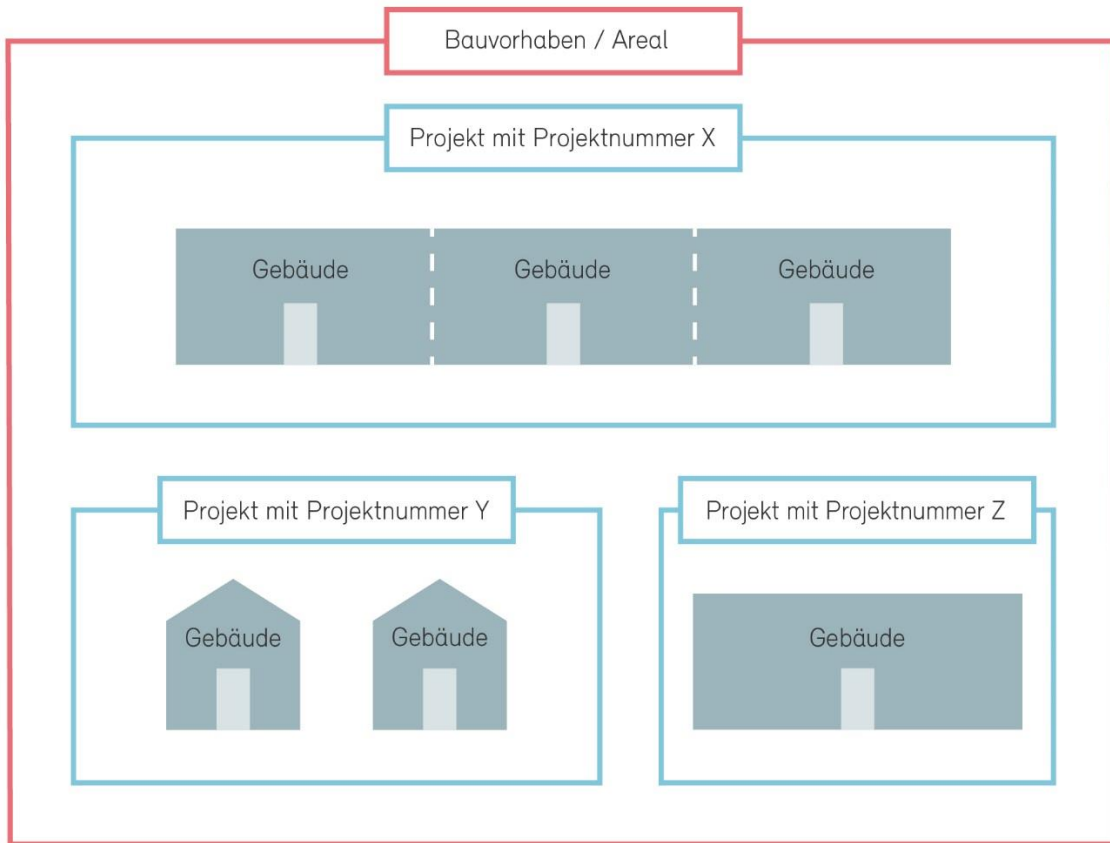 Bauvorhaben / Areal
Projekt mit Projektnummer X
Gebäude
Gebäude
Gebäude
Projekt mit Projektnummer Y
Projekt mit Projektnummer Z
Gebäude
Gebäude
Gebäude